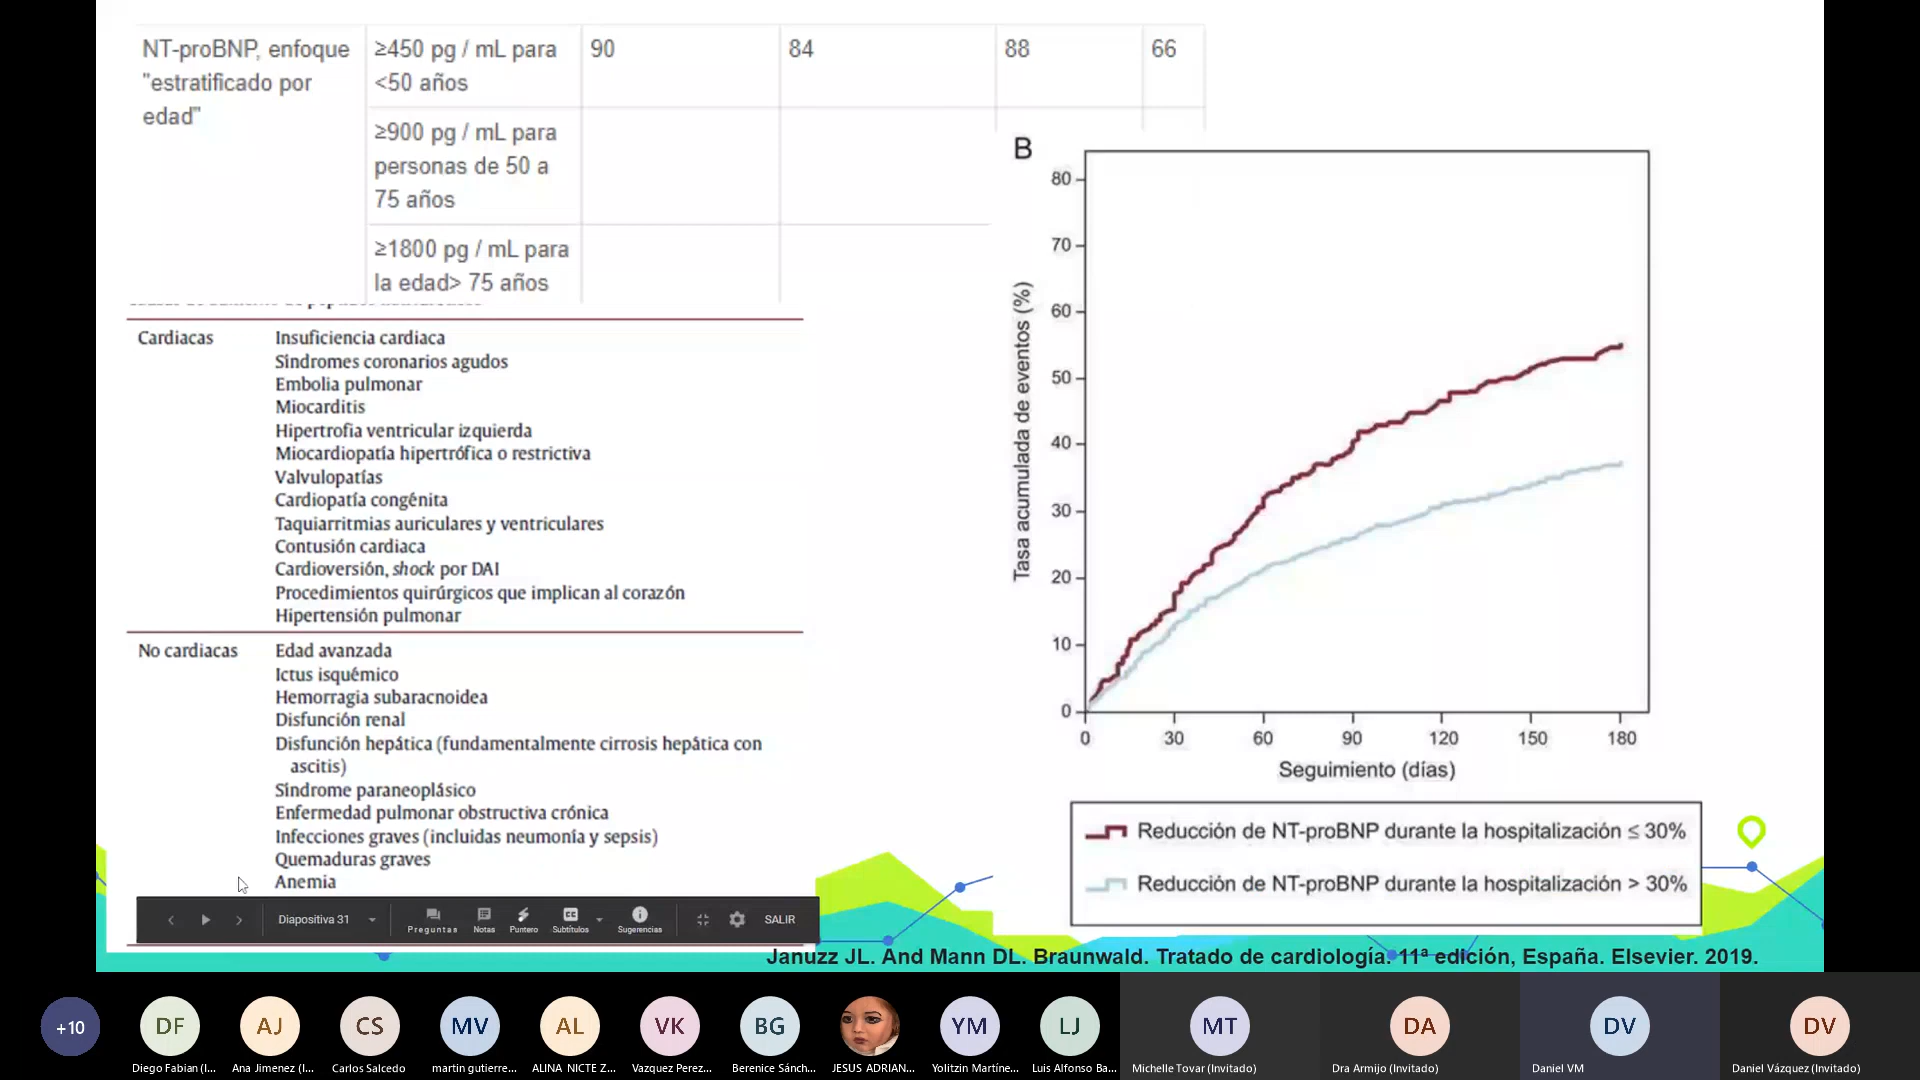 NT-proBNP, enfoque
"estratificado por
edad"
≥450 pg / mL para
<50 años
90
84
88
66
≥900 pg / mL para
personas de 50 a
75 años
≥1800 pg / mL para
la edad> 75 años
Cardiacas
Insuficiencia cardiaca
Síndromes coronarios agudos
Embolia pulmonar
Miocarditis
Hipertrofia ventricular izquierda
Miocardiopatía hipertrófica o restrictiva
Valvulopatías
Cardiopatía congénita
Taquiarritmias auriculares y ventriculares
Contusión cardiaca
Cardioversión, shock por DAI
Procedimientos quirúrgicos que implican al corazón
Hipertensión pulmonar
No cardiacas
Edad avanzada
Ictus isquémico
Hemorragia subaracnoidea
Disfunción renal
Disfunción hepática (fundamentalmente cirrosis hepática con
ascitis)
Síndrome paraneoplásico
Enfermedad pulmonar obstructiva crónica
Infecciones graves (incluidas neumonía y sepsis)
Quemaduras graves
Anemia
B
Tasa acumulada de eventos (%)
80
70
60
50
40
30
20
10
0
0 30 60 90 120 150 180
Seguimiento (días)
Reducción de NT-proBNP durante la hospitalización ≤ 30%
Reducción de NT-proBNP durante la hospitalización > 30%
Diapositiva 31
Preguntas
Notas
Puntero
CC
Subtítulos
Sugerencias
SALIR
Januzz JL. And Mann DL. Braunwald. Tratado de cardiología. 11ª edición, España. Elsevier. 2019.
+10
DF
AJ
CS
MV
AL
VK
BG
YM
LJ
MT
DA
DV
DV
Diego Fabian (I...
Ana Jimenez (I...
Carlos Salcedo
martin gutierre...
ALINA NICTE Z...
Vazquez Perez...
Berenice Sánch...
JESUS ADRIAN...
Yolitzin Martíne...
Luis Alfonso Ba...
Michelle Tovar (Invitado)
Dra Armijo (Invitado)
Daniel VM
Daniel Vázquez (Invitado)